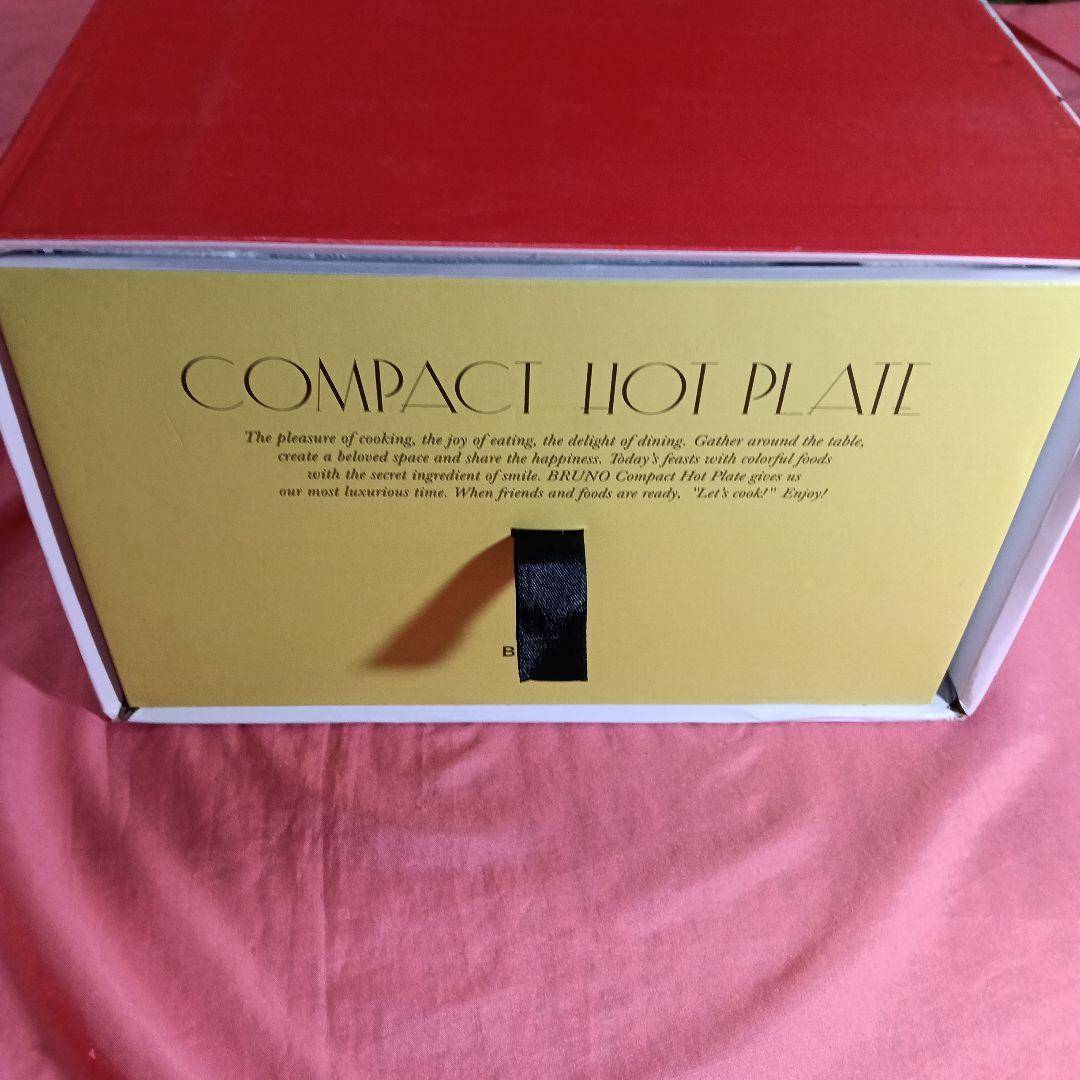 COMPACT HOT PLATE
The pleasure of cooking, the joy of eating, the delight of dining. Gather around the table,
create a beloved space and share the happiness. Today's feasts with colorful foods
with the secret ingredient of smile. BRUNO Compact Hot Plate gives us
our most luxurious time. When friends and foods are ready, "Let's cook!" Enjoy!
B